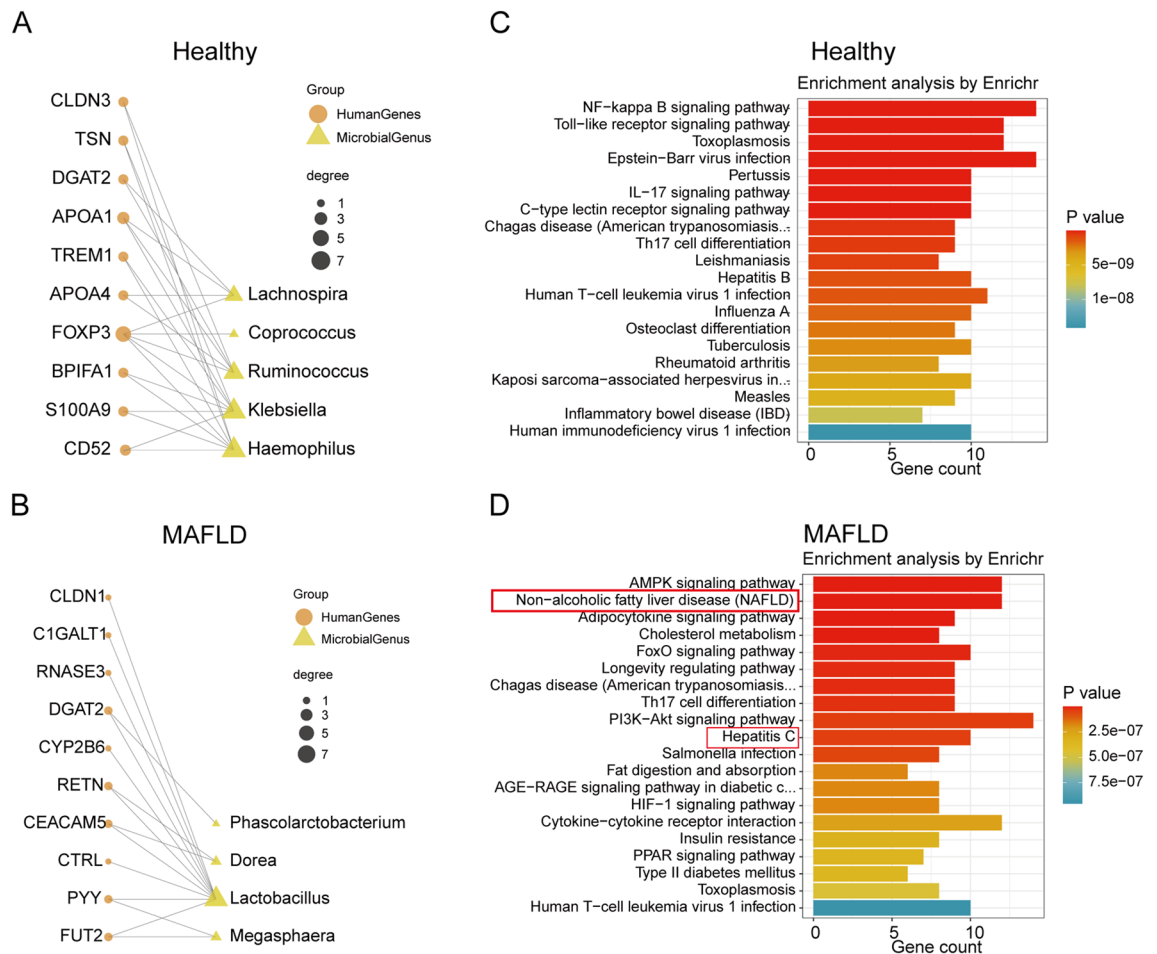 A
Healthy
CLDN3
TSN
DGAT2
APOA1
TREM1
APOA4
FOXP3
BPIFA1
S100A9
CD52
Lachnospira
Coprococcus
Ruminococcus
Klebsiella
Haemophilus
Group
HumanGenes
MicrobialGenus
degree
1
3
5
7
C
Healthy
Enrichment analysis by Enrichr
NF−kappa B signaling pathway
Toll−like receptor signaling pathway
Toxoplasmosis
Epstein−Barr virus infection
Pertussis
IL−17 signaling pathway
C−type lectin receptor signaling pathway
Chagas disease (American trypanosomiasis...
Th17 cell differentiation
Leishmaniasis
Hepatitis B
Human T−cell leukemia virus 1 infection
Influenza A
Osteoclast differentiation
Tuberculosis
Rheumatoid arthritis
Kaposi sarcoma−associated herpesvirus in...
Measles
Inflammatory bowel disease (IBD)
Human immunodeficiency virus 1 infection
0 5 10
Gene count
P value
5e−09
1e−08
B
MAFLD
CLDN1
C1GALT1
RNASE3
DGAT2
CYP2B6
RETN
CEACAM5
CTRL
PYY
FUT2
Phascolarctobacterium
Dorea
Lactobacillus
Megasphaera
Group
HumanGenes
MicrobialGenus
degree
1
3
5
7
D
MAFLD
Enrichment analysis by Enrichr
AMPK signaling pathway
Non−alcoholic fatty liver disease (NAFLD)
Adipocytokine signaling pathway
Cholesterol metabolism
FoxO signaling pathway
Longevity regulating pathway
Chagas disease (American trypanosomiasis...
Th17 cell differentiation
PI3K−Akt signaling pathway
Hepatitis C
Salmonella infection
Fat digestion and absorption
AGE−RAGE signaling pathway in diabetic c...
HIF−1 signaling pathway
Cytokine−cytokine receptor interaction
Insulin resistance
PPAR signaling pathway
Type II diabetes mellitus
Toxoplasmosis
Human T−cell leukemia virus 1 infection
0 5 10
Gene count
P value
2.5e−07
5.0e−07
7.5e−07